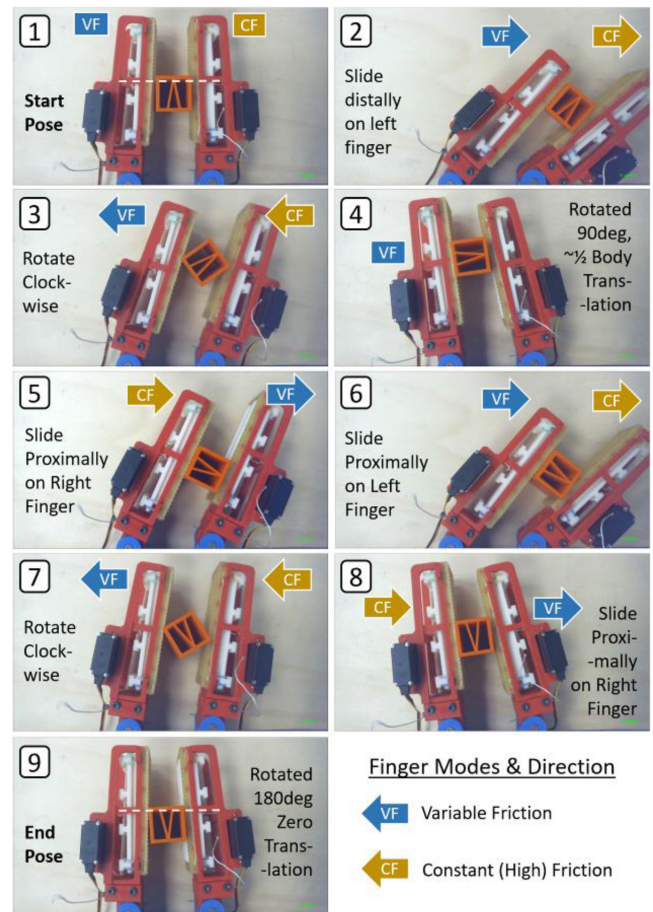 1
VF
CF
Start
Pose
2
VF
CF
Slide
distally
on left
finger
3
VF
CF
Rotate
Clock-
wise
4
VF
Rotated
90deg,
~½ Body
Trans-
-lation
5
CF
VF
Slide
Proximally
on Right
Finger
6
VF
CF
Slide
Proximally
on Left
Finger
7
VF
CF
Rotate
Clock-
wise
8
CF
VF
Slide
Proxi-
-mally
on Right
Finger
9
End
Pose
Rotated
180deg
Zero
Trans-
-lation
Finger Modes & Direction
VF Variable Friction
CF Constant (High) Friction